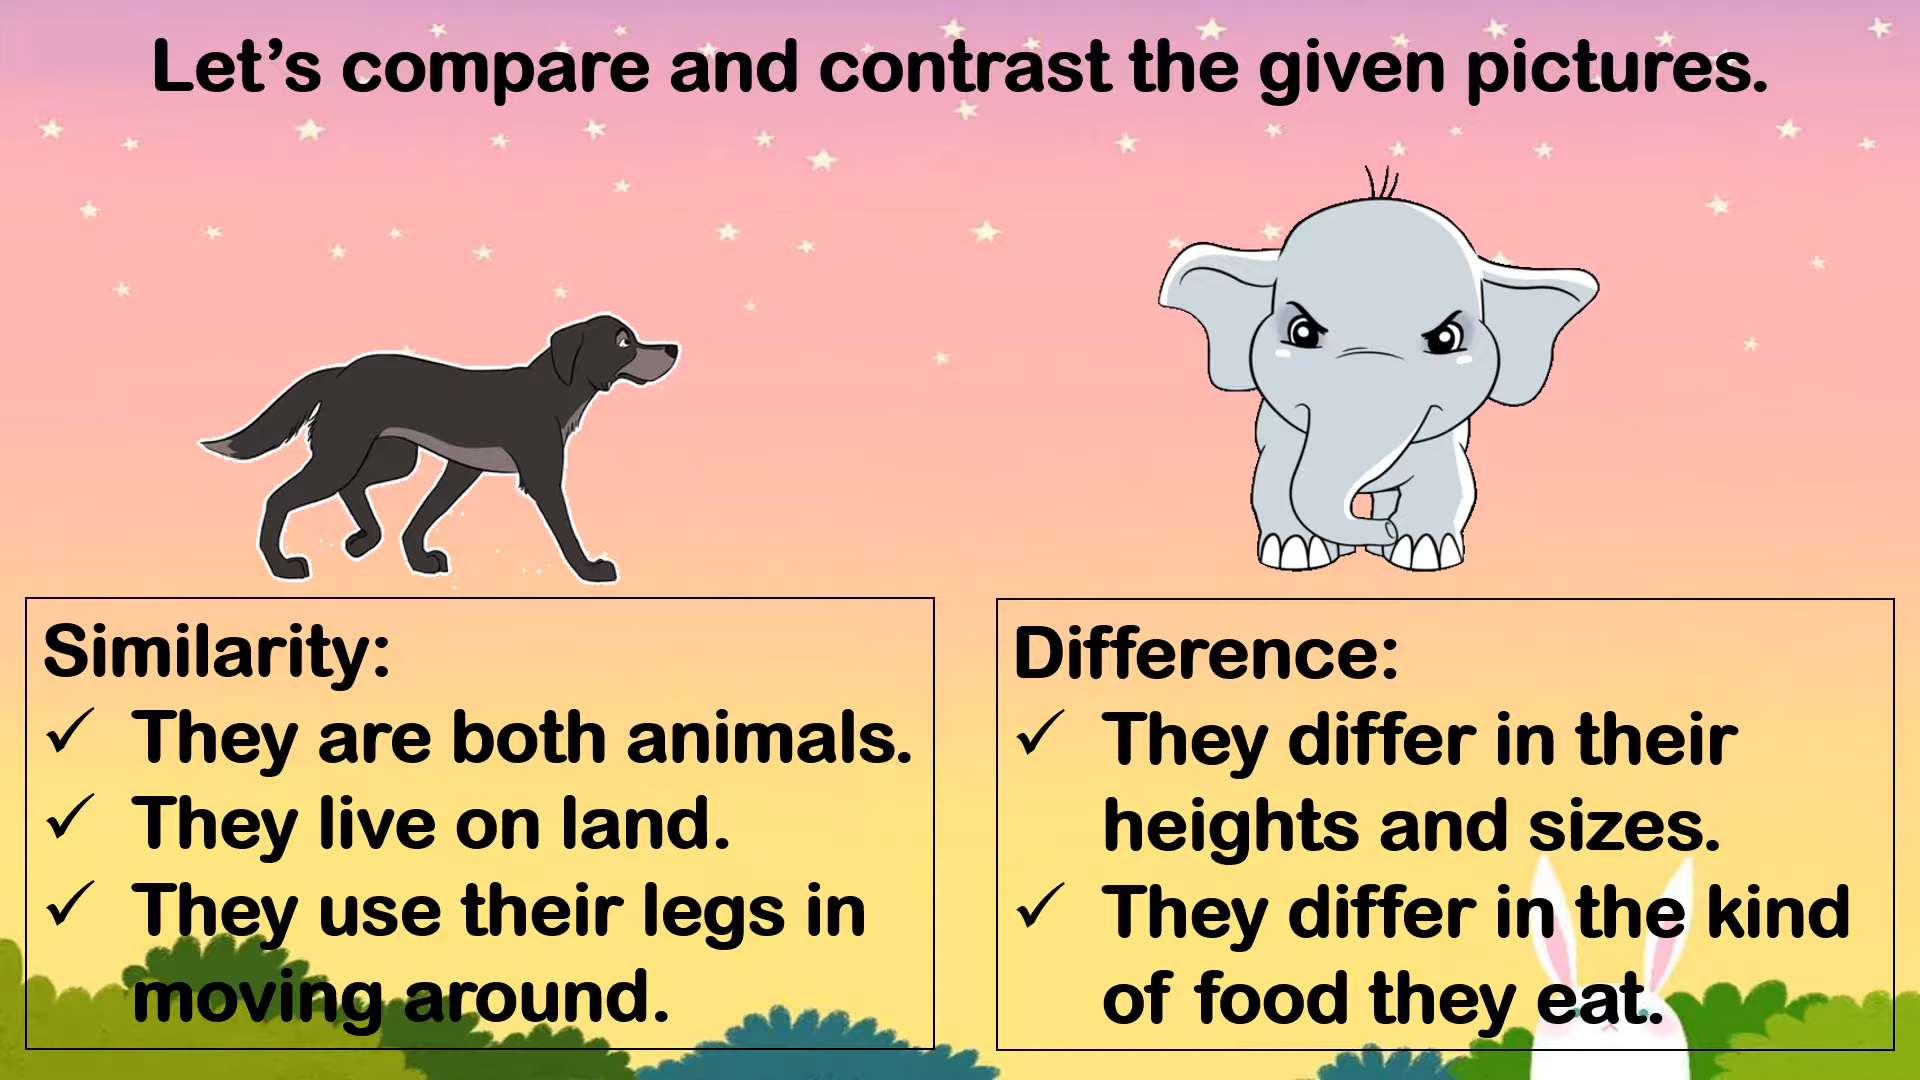 Let’s compare and contrast the given pictures.
Similarity:
✓ They are both animals.
✓ They live on land.
✓ They use their legs in
moving around.
Difference:
✓ They differ in their
heights and sizes.
✓ They differ in the kind
of food they eat.